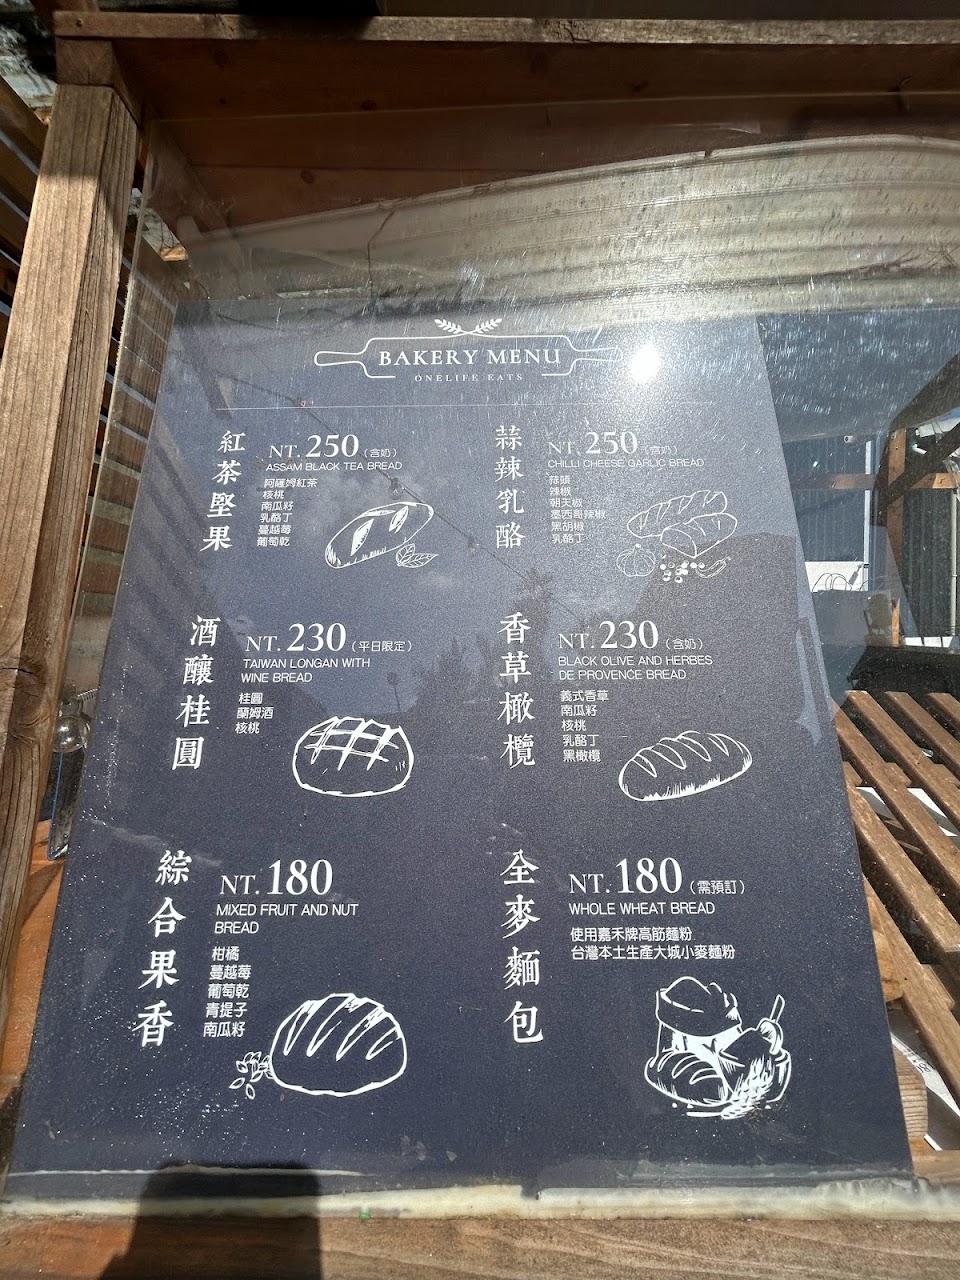 BAKERY MENU
ONELIFE EATS
紅茶堅果
NT. 250 (含奶)
ASSAM BLACK TEA BREAD
阿薩姆紅茶
核桃
南瓜籽
乳酪丁
蔓越莓
葡萄乾
蒜辣乳酪
NT. 250 (含奶)
CHILLI CHEESE GARLIC BREAD
蒜頭
辣椒
朝天椒
墨西哥辣椒
黑胡椒
乳酪丁
酒釀桂圓
NT. 230 (平日限定)
TAIWAN LONGAN WITH
WINE BREAD
桂圓
蘭姆酒
核桃
香草橄欖
NT. 230 (含奶)
BLACK OLIVE AND HERBES
DE PROVENCE BREAD
義式香草
南瓜籽
核桃
乳酪丁
黑橄欖
綜合果香
NT. 180
MIXED FRUIT AND NUT
BREAD
柑橘
蔓越莓
葡萄乾
青提子
南瓜籽
全麥麵包
NT. 180 (需預訂)
WHOLE WHEAT BREAD
使用嘉禾牌高筋麵粉
台灣本土生產大城小麥麵粉